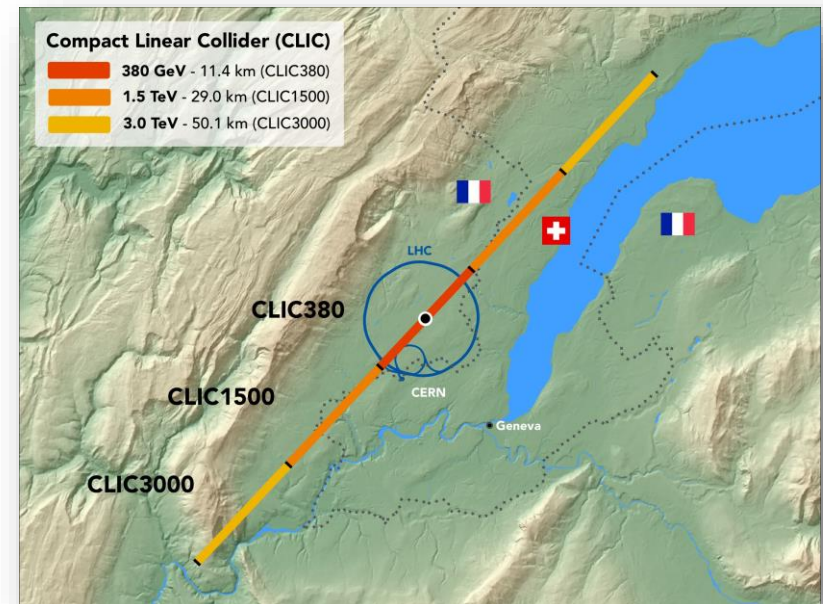 Compact Linear Collider (CLIC)
380 GeV - 11.4 km (CLIC380)
1.5 TeV - 29.0 km (CLIC1500)
3.0 TeV - 50.1 km (CLIC3000)
LHC
CLIC380
CLIC1500
CERN
Geneva
CLIC3000